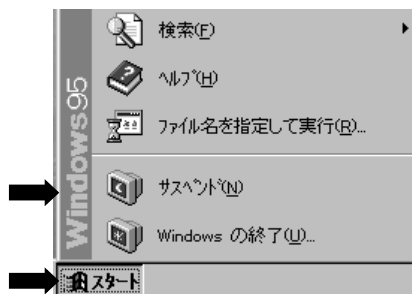 検索(F)
ﾍﾙﾌﾟ(H)
ﾌｧｲﾙ名を指定して実行(R)...
ｻｽﾍﾟﾝﾄﾞ(N)
Windows の終了(U)...
Windows95
スタート